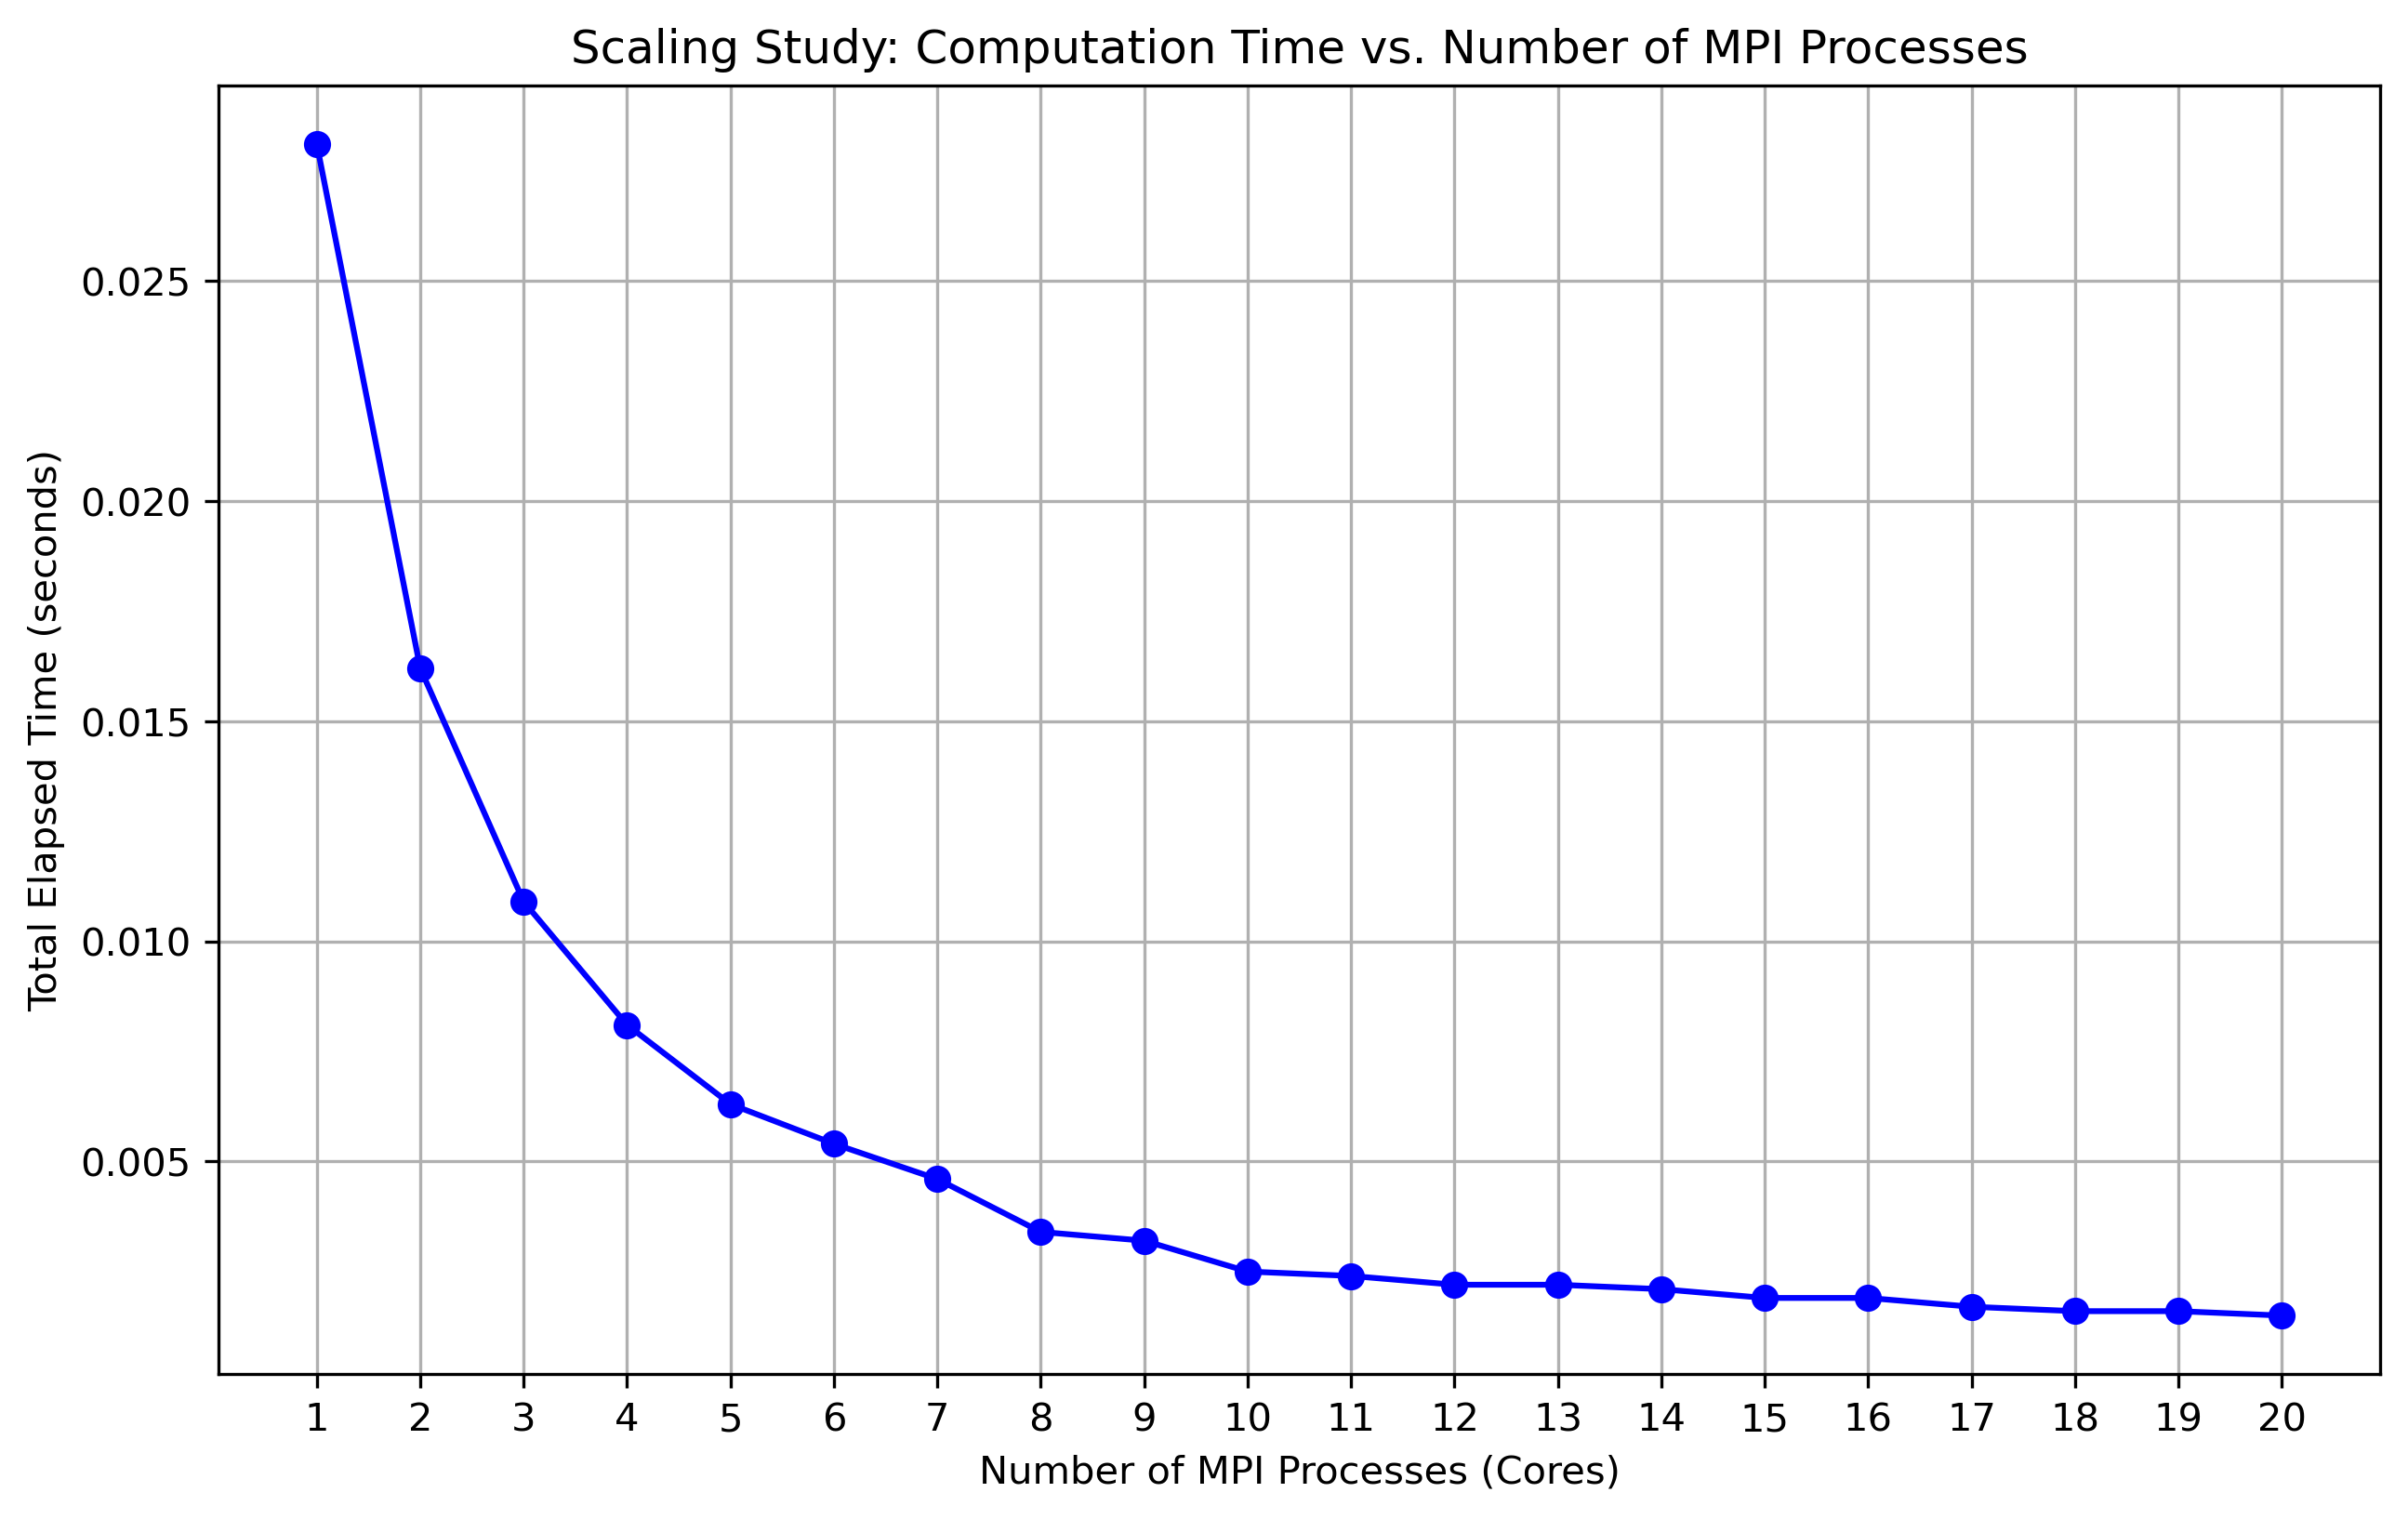 Scaling Study: Computation Time vs. Number of MPI Processes
Total Elapsed Time (seconds)
0.025
0.020
0.015
0.010
0.005
1 2 3 4 5 6 7 8 9 10 11 12 13 14 15 16 17 18 19 20
Number of MPI Processes (Cores)